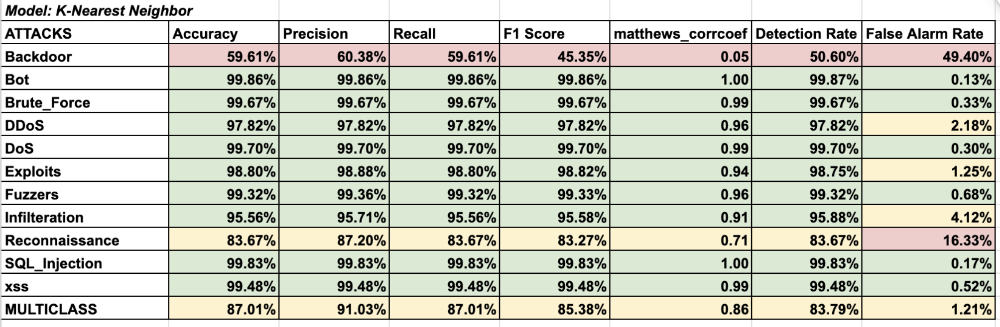 Model: K-Nearest Neighbor
ATTACKS Accuracy Precision Recall F1 Score matthews_corrcoef Detection Rate False Alarm Rate
Backdoor 59.61% 60.38% 59.61% 45.35% 0.05 50.60% 49.40%
Bot 99.86% 99.86% 99.86% 99.86% 1.00 99.87% 0.13%
Brute_Force 99.67% 99.67% 99.67% 99.67% 0.99 99.67% 0.33%
DDoS 97.82% 97.82% 97.82% 97.82% 0.96 97.82% 2.18%
DoS 99.70% 99.70% 99.70% 99.70% 0.99 99.70% 0.30%
Exploits 98.80% 98.88% 98.80% 98.82% 0.94 98.75% 1.25%
Fuzzers 99.32% 99.36% 99.32% 99.33% 0.96 99.32% 0.68%
Infilteration 95.56% 95.71% 95.56% 95.58% 0.91 95.88% 4.12%
Reconnaissance 83.67% 87.20% 83.67% 83.27% 0.71 83.67% 16.33%
SQL_Injection 99.83% 99.83% 99.83% 99.83% 1.00 99.83% 0.17%
xss 99.48% 99.48% 99.48% 99.48% 0.99 99.48% 0.52%
MULTICLASS 87.01% 91.03% 87.01% 85.38% 0.86 83.79% 1.21%